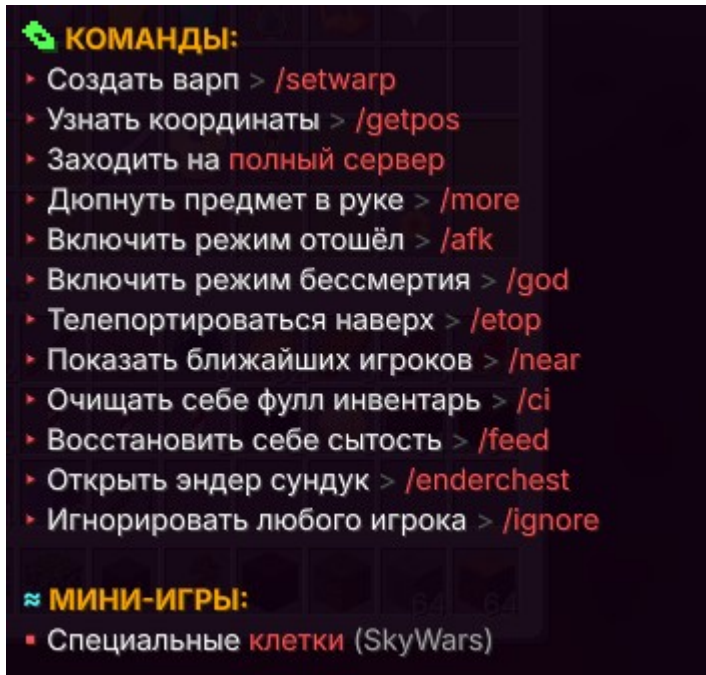 КОМАНДЫ:
‣ Создать варп > /setwarp
‣ Узнать координаты > /getpos
‣ Заходить на полный сервер
‣ Дюпнуть предмет в руке > /more
‣ Включить режим отошёл > /afk
‣ Включить режим бессмертия > /god
‣ Телепортироваться наверх > /etop
‣ Показать ближайших игроков > /near
‣ Очищать себе фулл инвентарь > /ci
‣ Восстановить себе сытость > /feed
‣ Открыть эндер сундук > /enderchest
‣ Игнорировать любого игрока > /ignore
64 64
≈ МИНИ-ИГРЫ:
▪ Специальные клетки (SkyWars)